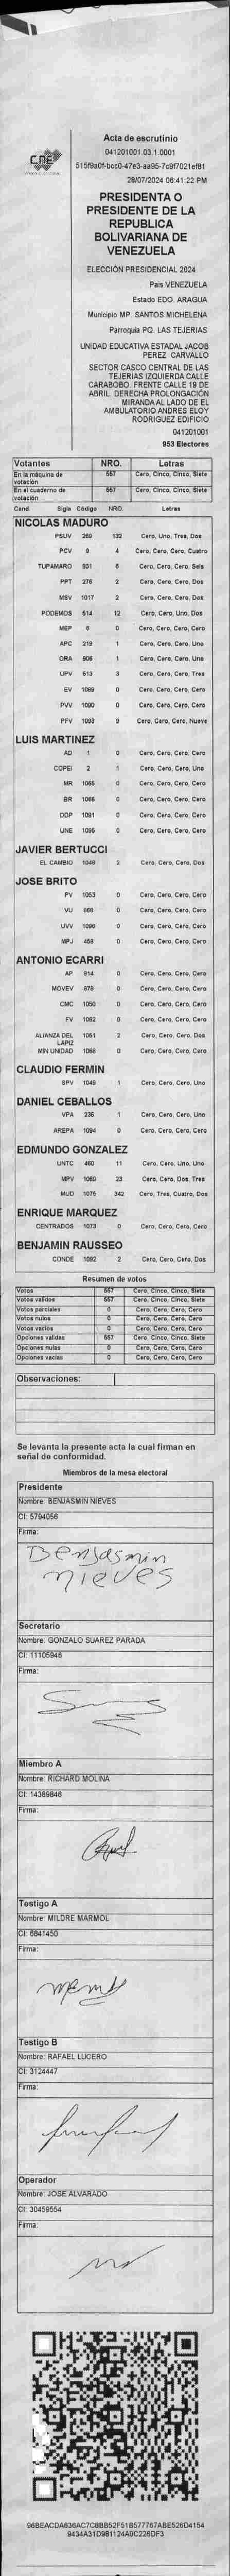 Acta de escrutinio
041201001.03.1.0001
515f9a0f-bcc0-47e3-aa95-7c9f7021ef81
28/07/2024 06:41:22 PM
CNE
PRESIDENTA O
PRESIDENTE DE LA
REPUBLICA
BOLIVARIANA DE
VENEZUELA
ELECCIÓN PRESIDENCIAL 2024
País VENEZUELA
Estado EDO. ARAGUA
Municipio MP. SANTOS MICHELENA
Parroquia PQ. LAS TEJERIAS
UNIDAD EDUCATIVA ESTADAL JACOB
PEREZ CARVALLO
SECTOR CASCO CENTRAL DE LAS
TEJERIAS IZQUIERDA CALLE
CARABOBO. FRENTE CALLE 19 DE
ABRIL. DERECHA PROLONGACIÓN
MIRANDA AL LADO DE EL
AMBULATORIO ANDRES ELOY
RODRIGUEZ EDIFICIO
041201001
953 Electores
Votantes NRO. Letras
En la máquina de votación 557 Cero, Cinco, Cinco, Siete
En el cuaderno de votación 557 Cero, Cinco, Cinco, Siete
Cand. Sigla Código NRO. Letras
NICOLAS MADURO
PSUV 269 132 Cero, Uno, Tres, Dos
PCV 9 4 Cero, Cero, Cero, Cuatro
TUPAMARO 931 6 Cero, Cero, Cero, Seis
PPT 276 2 Cero, Cero, Cero, Dos
MSV 1017 2 Cero, Cero, Cero, Dos
PODEMOS 514 12 Cero, Cero, Uno, Dos
MEP 6 0 Cero, Cero, Cero, Cero
APC 219 1 Cero, Cero, Cero, Uno
ORA 906 1 Cero, Cero, Cero, Uno
UPV 613 3 Cero, Cero, Cero, Tres
EV 1089 0 Cero, Cero, Cero, Cero
PVV 1090 0 Cero, Cero, Cero, Cero
PFV 1093 9 Cero, Cero, Cero, Nueve
LUIS MARTINEZ
AD 1 0 Cero, Cero, Cero, Cero
COPEI 2 1 Cero, Cero, Cero, Uno
MR 1065 0 Cero, Cero, Cero, Cero
BR 1066 0 Cero, Cero, Cero, Cero
DDP 1091 0 Cero, Cero, Cero, Cero
UNE 1095 0 Cero, Cero, Cero, Cero
JAVIER BERTUCCI
EL CAMBIO 1049 2 Cero, Cero, Cero, Dos
JOSE BRITO
PV 1053 0 Cero, Cero, Cero, Cero
VU 868 0 Cero, Cero, Cero, Cero
UVV 1096 0 Cero, Cero, Cero, Cero
MPJ 458 0 Cero, Cero, Cero, Cero
ANTONIO ECARRI
AP 914 0 Cero, Cero, Cero, Cero
MOVEV 878 0 Cero, Cero, Cero, Cero
CMC 1050 0 Cero, Cero, Cero, Cero
FV 1062 0 Cero, Cero, Cero, Cero
ALIANZA DEL LAPIZ 1051 2 Cero, Cero, Cero, Dos
MIN UNIDAD 1068 0 Cero, Cero, Cero, Cero
CLAUDIO FERMIN
SPV 1049 1 Cero, Cero, Cero, Uno
DANIEL CEBALLOS
VPA 236 1 Cero, Cero, Cero, Uno
AREPA 1094 0 Cero, Cero, Cero, Cero
EDMUNDO GONZALEZ
UNTC 460 11 Cero, Cero, Uno, Uno
MPV 1069 23 Cero, Cero, Dos, Tres
MUD 1075 342 Cero, Tres, Cuatro, Dos
ENRIQUE MARQUEZ
CENTRADOS 1073 0 Cero, Cero, Cero, Cero
BENJAMIN RAUSSEO
CONDE 1092 2 Cero, Cero, Cero, Dos
Resumen de votos
Votos 557 Cero, Cinco, Cinco, Siete
Votos validos 557 Cero, Cinco, Cinco, Siete
Votos parciales 0 Cero, Cero, Cero, Cero
Votos nulos 0 Cero, Cero, Cero, Cero
Votos vacios 0 Cero, Cero, Cero, Cero
Opciones validas 557 Cero, Cinco, Cinco, Siete
Opciones nulas 0 Cero, Cero, Cero, Cero
Opciones vacias 0 Cero, Cero, Cero, Cero
Observaciones:
Se levanta la presente acta la cual firman en
señal de conformidad.
Miembros de la mesa electoral
Presidente
Nombre: BENJASMIN NIEVES
CI: 5794056
Firma:
Benjasmin
nieves
Secretario
Nombre: GONZALO SUAREZ PARADA
CI: 11105946
Firma:
Miembro A
Nombre: RICHARD MOLINA
CI: 14389846
Firma:
Testigo A
Nombre: MILDRE MARMOL
CI: 6841450
Firma:
Testigo B
Nombre: RAFAEL LUCERO
CI: 3124447
Firma:
Operador
Nombre: JOSE ALVARADO
CI: 30459554
Firma:
96BEACDA636AC7C8BB52F51B577767ABE526D4154
9434A31D981124A0C226DF3